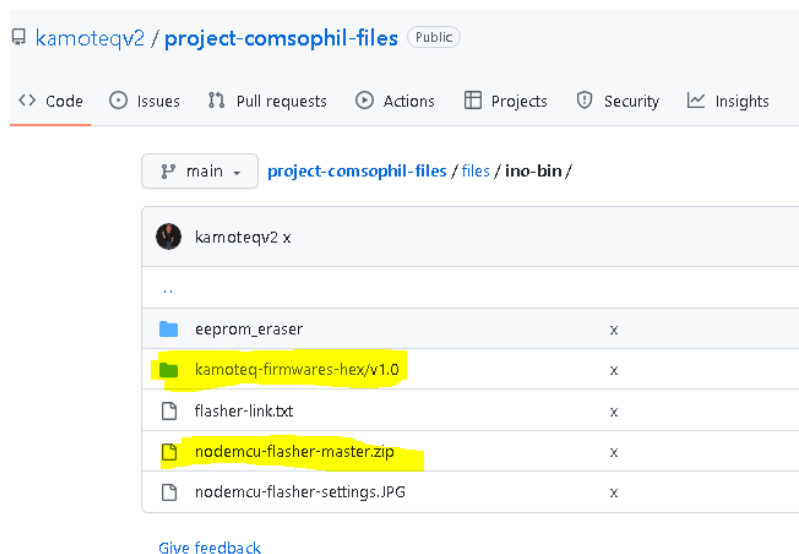 kamoteqv2 / project-comsophil-files Public
Code Issues Pull requests Actions Projects Security Insights
main project-comsophil-files / files / ino-bin /
kamoteqv2 x
..
eeprom_eraser x
kamoteq-firmwares-hex/v1.0 x
flasher-link.txt x
nodemcu-flasher-master.zip x
nodemcu-flasher-settings.JPG x
Give feedback